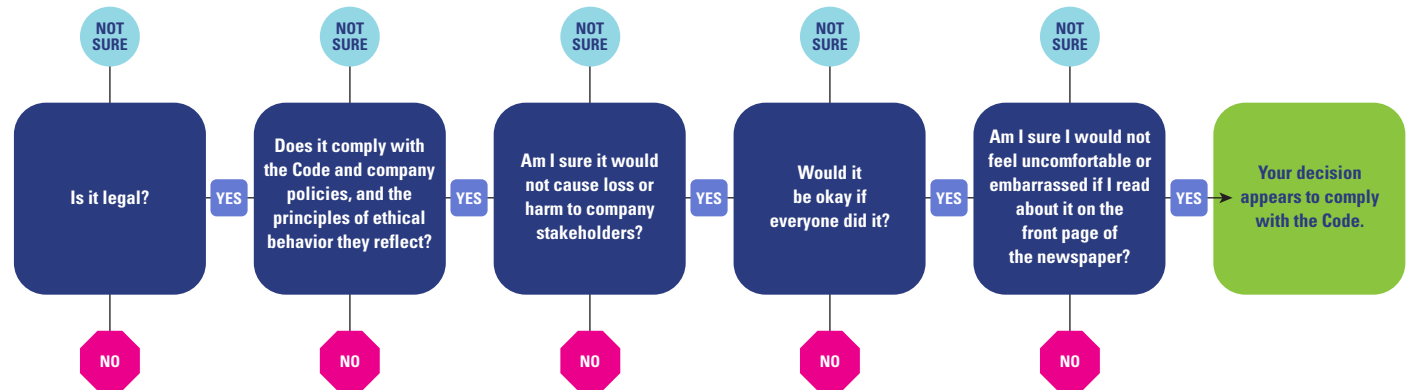 NOT
SURE
NOT
SURE
NOT
SURE
NOT
SURE
NOT
SURE
Is it legal?
YES
Does it comply with
the Code and company
policies, and the
principles of ethical
behavior they reflect?
YES
Am I sure it would
not cause loss or
harm to company
stakeholders?
YES
Would it
be okay if
everyone did it?
YES
Am I sure I would not
feel uncomfortable or
embarrassed if I read
about it on the
front page of
the newspaper?
YES
Your decision
appears to comply
with the Code.
NO
NO
NO
NO
NO